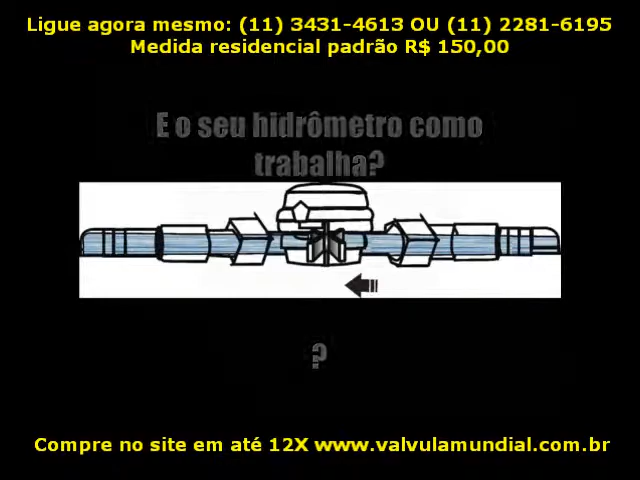 Ligue agora mesmo: (11) 3431-4613 OU (11) 2281-6195
Medida residencial padrão R$ 150,00
E o seu hidrômetro como
trabalha?
?
Compre no site em até 12X www.valvulamundial.com.br